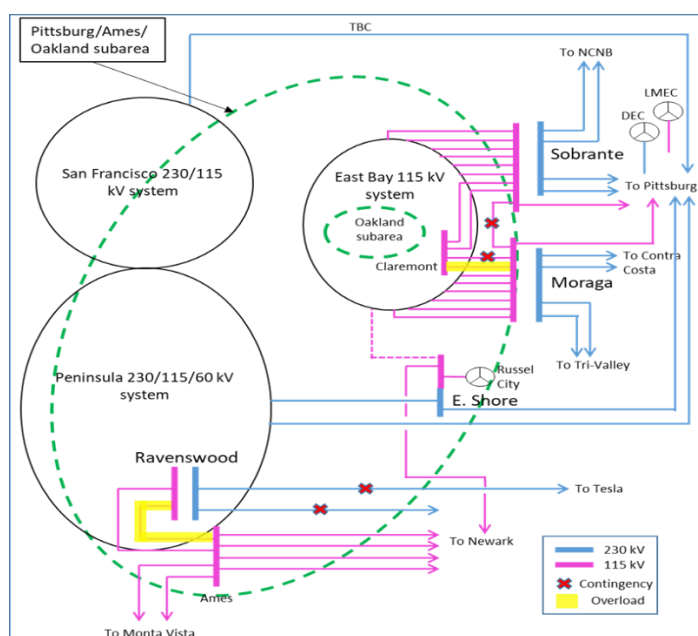 Pittsburg/Ames/
Oakland subarea
TBC
To NCNB
LMEC
DEC
Sobrante
San Francisco 230/115
kV system
East Bay 115 kV
system
To Pittsburg
Oakland
subarea
Claremont
To Contra
Costa
Moraga
To Tri-Valley
Peninsula 230/115/60 kV
system
Russel
City
E. Shore
Ravenswood
To Tesla
To Newark
230 kV
115 kV
Contingency
Overload
Ames
To Monta Vista